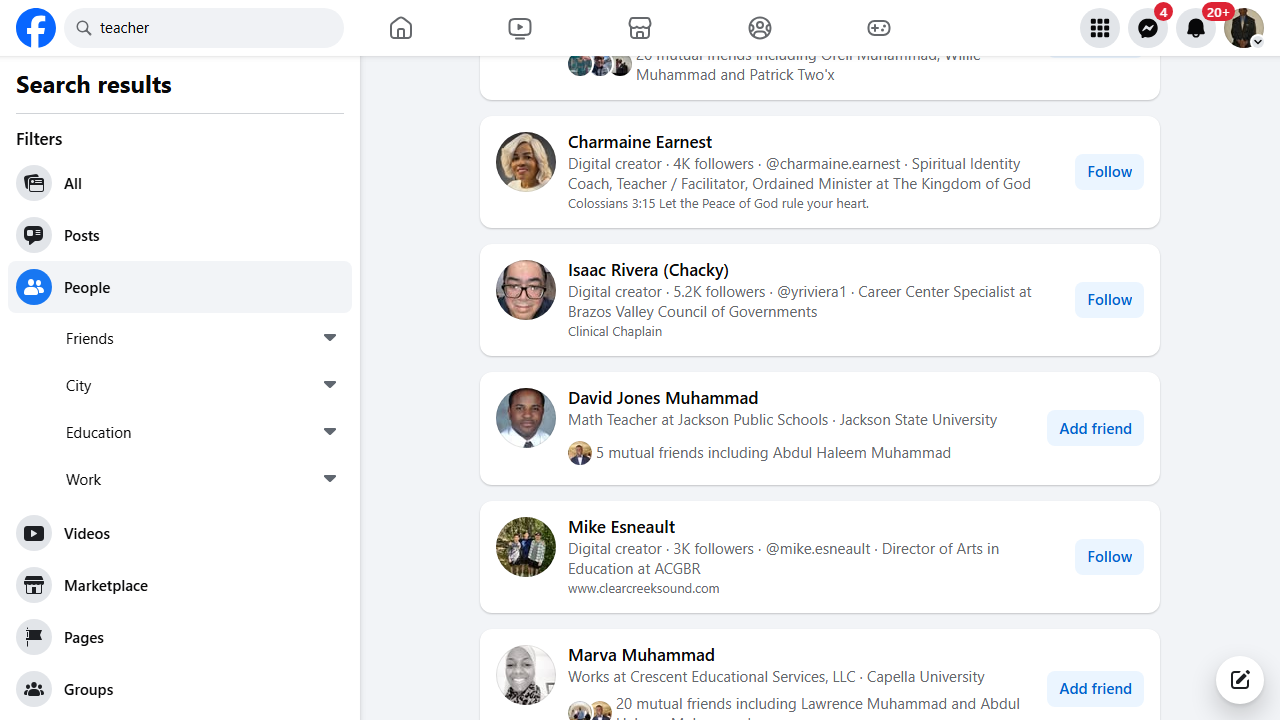 teacher
4
20+
Search results
Filters
All
Posts
People
Friends
City
Education
Work
Videos
Marketplace
Pages
Groups
20 mutual friends including Orell Muhammad, Willie
Muhammad and Patrick Two'x
Charmaine Earnest
Digital creator · 4K followers · @charmaine.earnest · Spiritual Identity
Coach, Teacher / Facilitator, Ordained Minister at The Kingdom of God
Colossians 3:15 Let the Peace of God rule your heart.
Follow
Isaac Rivera (Chacky)
Digital creator · 5.2K followers · @yriviera1 · Career Center Specialist at
Brazos Valley Council of Governments
Clinical Chaplain
Follow
David Jones Muhammad
Math Teacher at Jackson Public Schools · Jackson State University
5 mutual friends including Abdul Haleem Muhammad
Add friend
Mike Esneault
Digital creator · 3K followers · @mike.esneault · Director of Arts in
Education at ACGBR
www.clearcreeksound.com
Follow
Marva Muhammad
Works at Crescent Educational Services, LLC · Capella University
20 mutual friends including Lawrence Muhammad and Abdul
Add friend